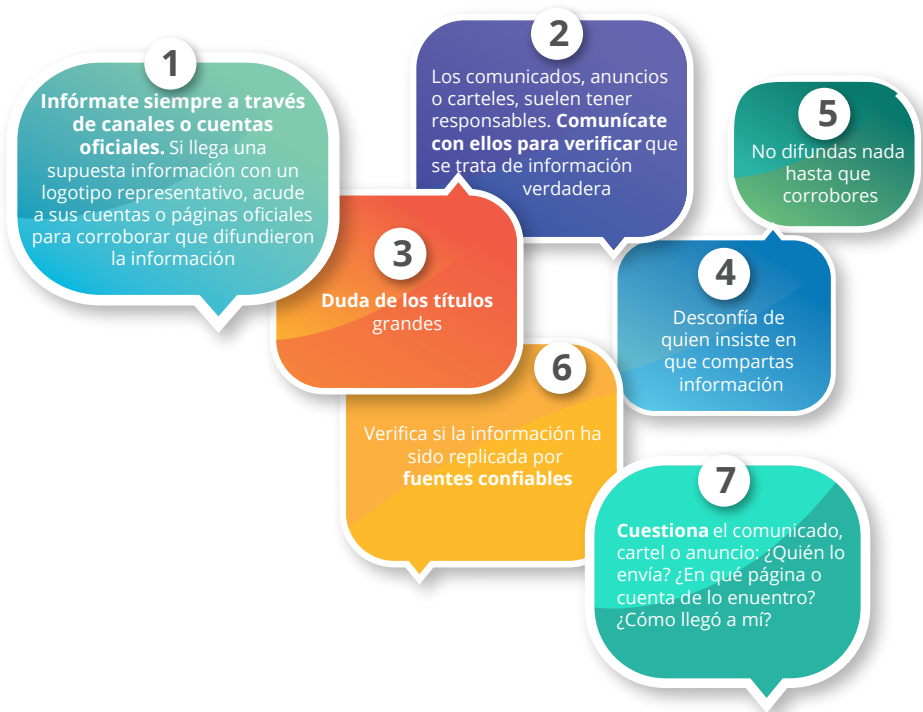 1
Infórmate siempre a través
de canales o cuentas
oficiales. Si llega una
supuesta información con un
logotipo representativo, acude
a sus cuentas o páginas oficiales
para corroborar que difundieron
la información
2
Los comunicados, anuncios
o carteles, suelen tener
responsables. Comunícate
con ellos para verificar que
se trata de información
verdadera
3
Duda de los títulos
grandes
4
Desconfía de
quien insiste en
que compartas
información
5
No difundas nada
hasta que
corrobores
6
Verifica si la información ha
sido replicada por
fuentes confiables
7
Cuestiona el comunicado,
cartel o anuncio: ¿Quién lo
envía? ¿En qué página o
cuenta de lo enuentro?
¿Cómo llegó a mí?